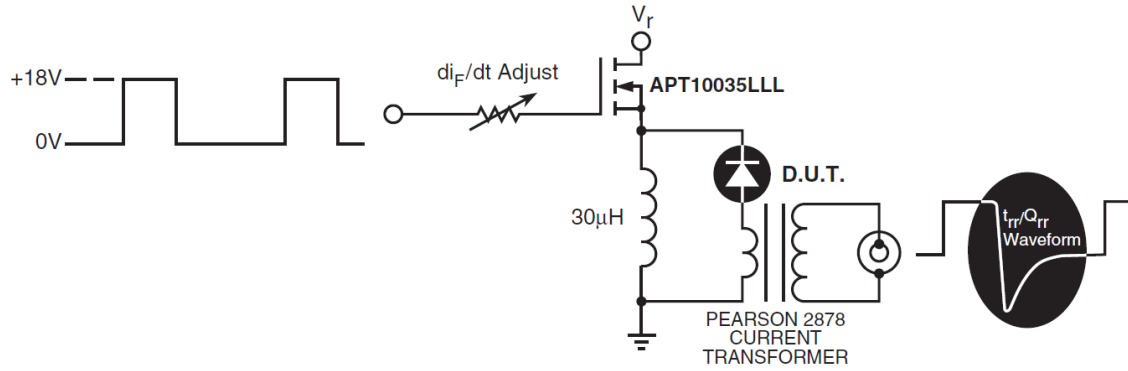 V_r
+18V
di_F/dt Adjust
APT10035LLL
0V
D.U.T.
30μH
t_rr/Q_rr
Waveform
PEARSON 2878
CURRENT
TRANSFORMER